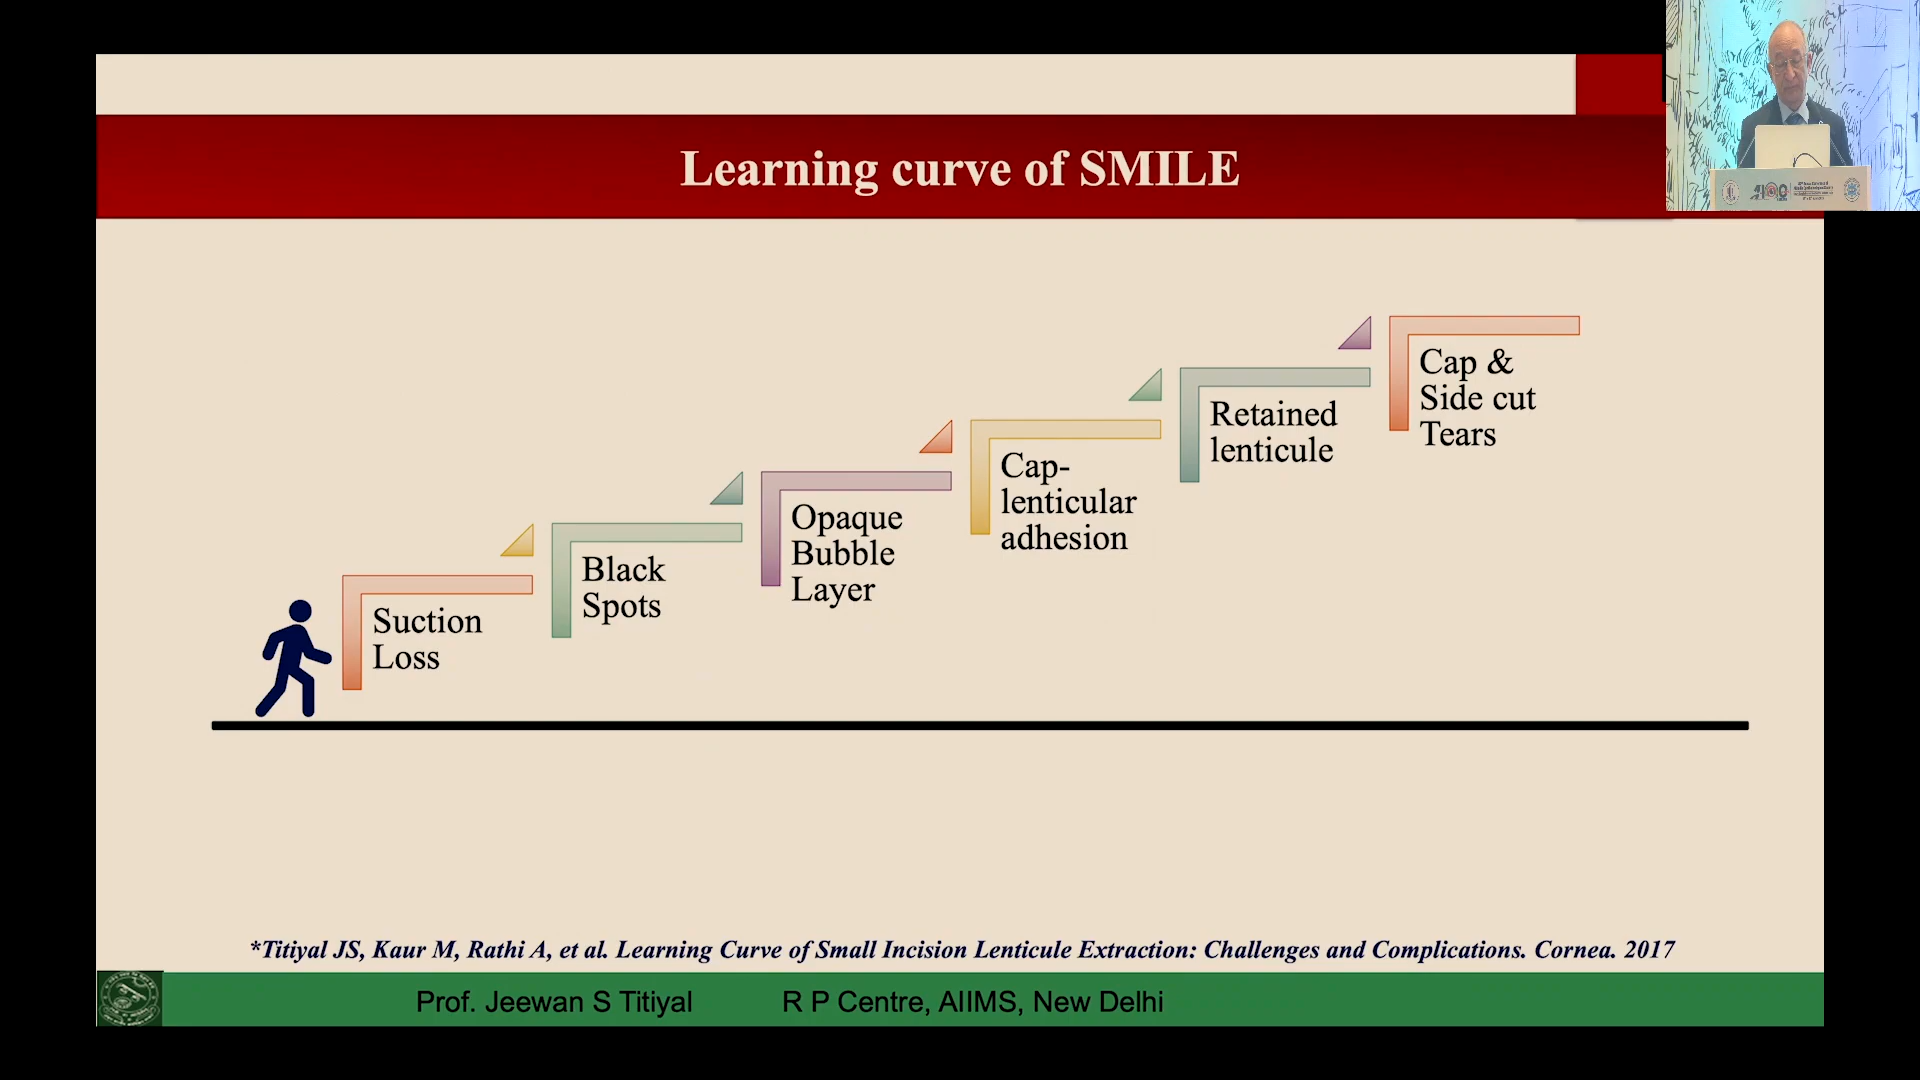 Learning curve of SMILE
Suction
Loss
Black
Spots
Opaque
Bubble
Layer
Cap-
lenticular
adhesion
Retained
lenticule
Cap &
Side cut
Tears
*Titiyal JS, Kaur M, Rathi A, et al. Learning Curve of Small Incision Lenticule Extraction: Challenges and Complications. Cornea. 2017
Prof. Jeewan S Titiyal R P Centre, AIIMS, New Delhi